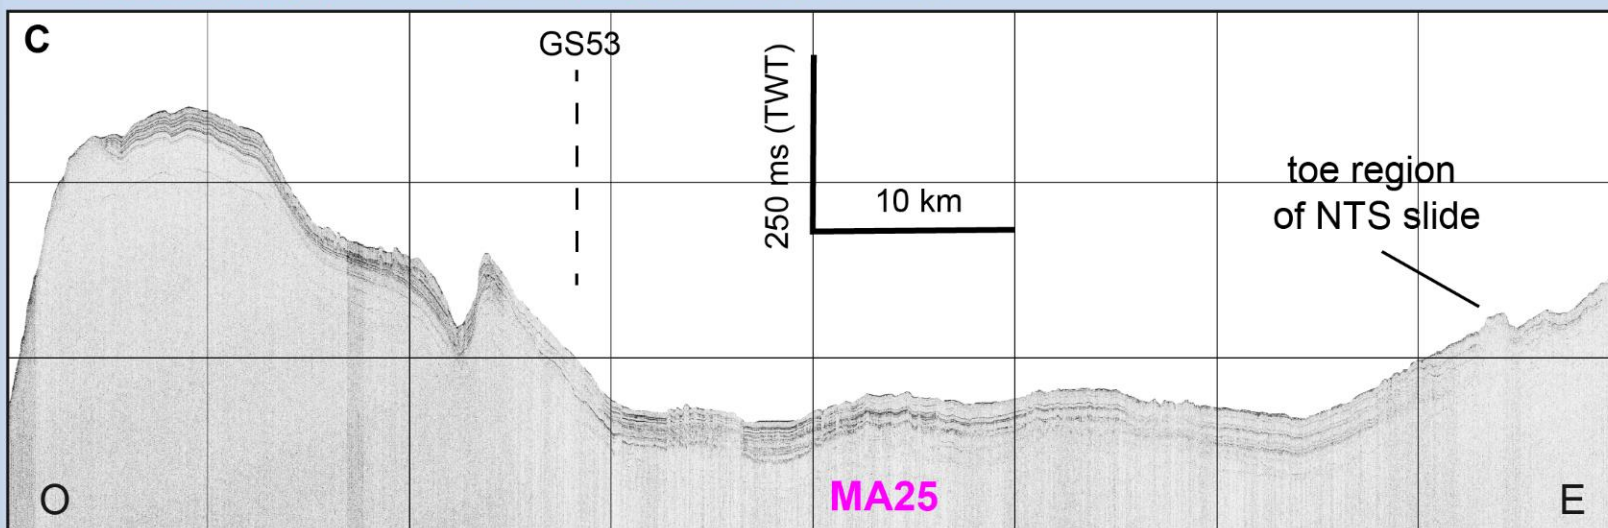 C
GS53
250 ms (TWT)
10 km
toe region
of NTS slide
O
MA25
E